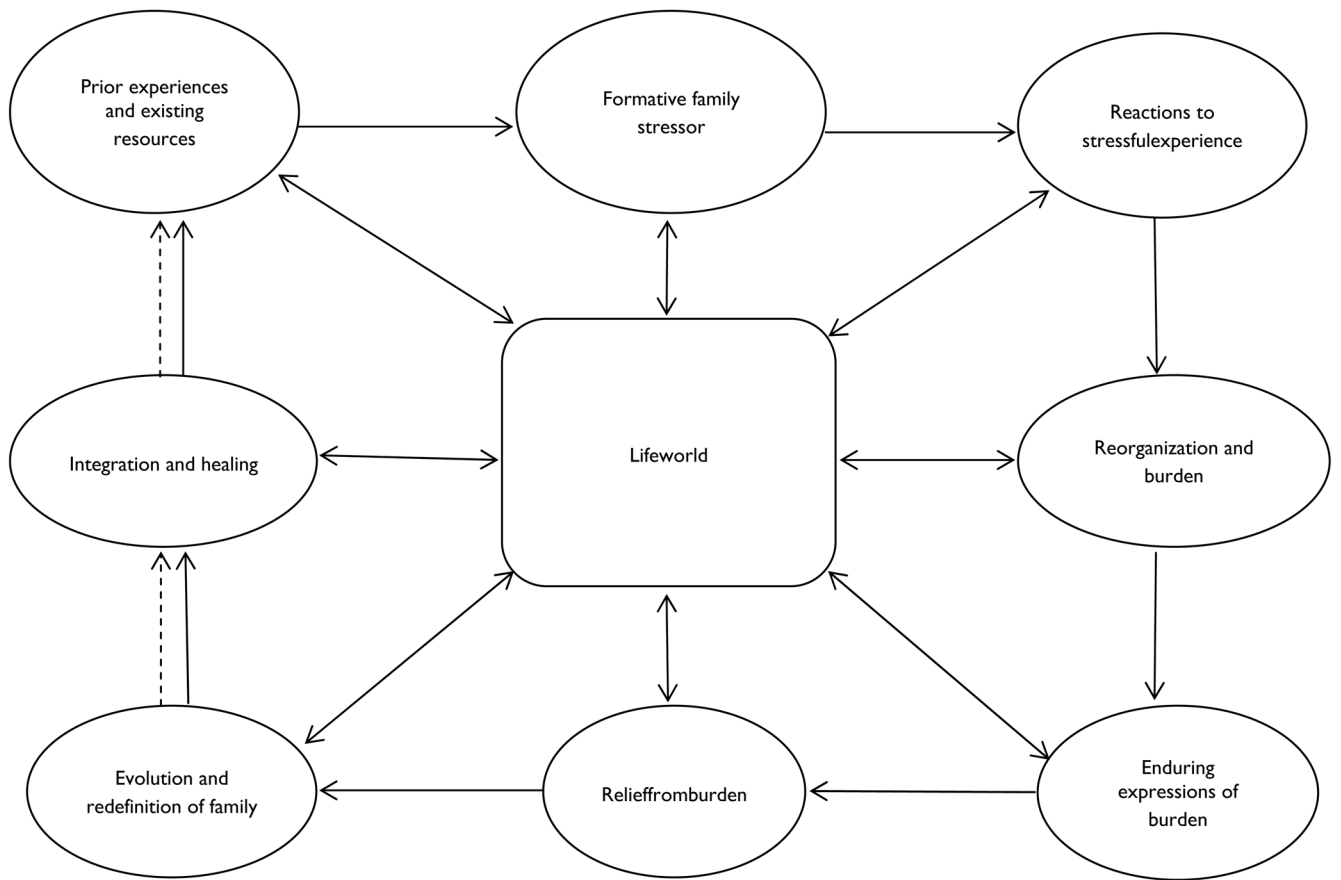 Prior experiences
and existing
resources
Formative family
stressor
Reactions to
stressfulexperience
Integration and healing
Lifeworld
Reorganization and
burden
Evolution and
redefinition of family
Relieffromburden
Enduring
expressions of
burden